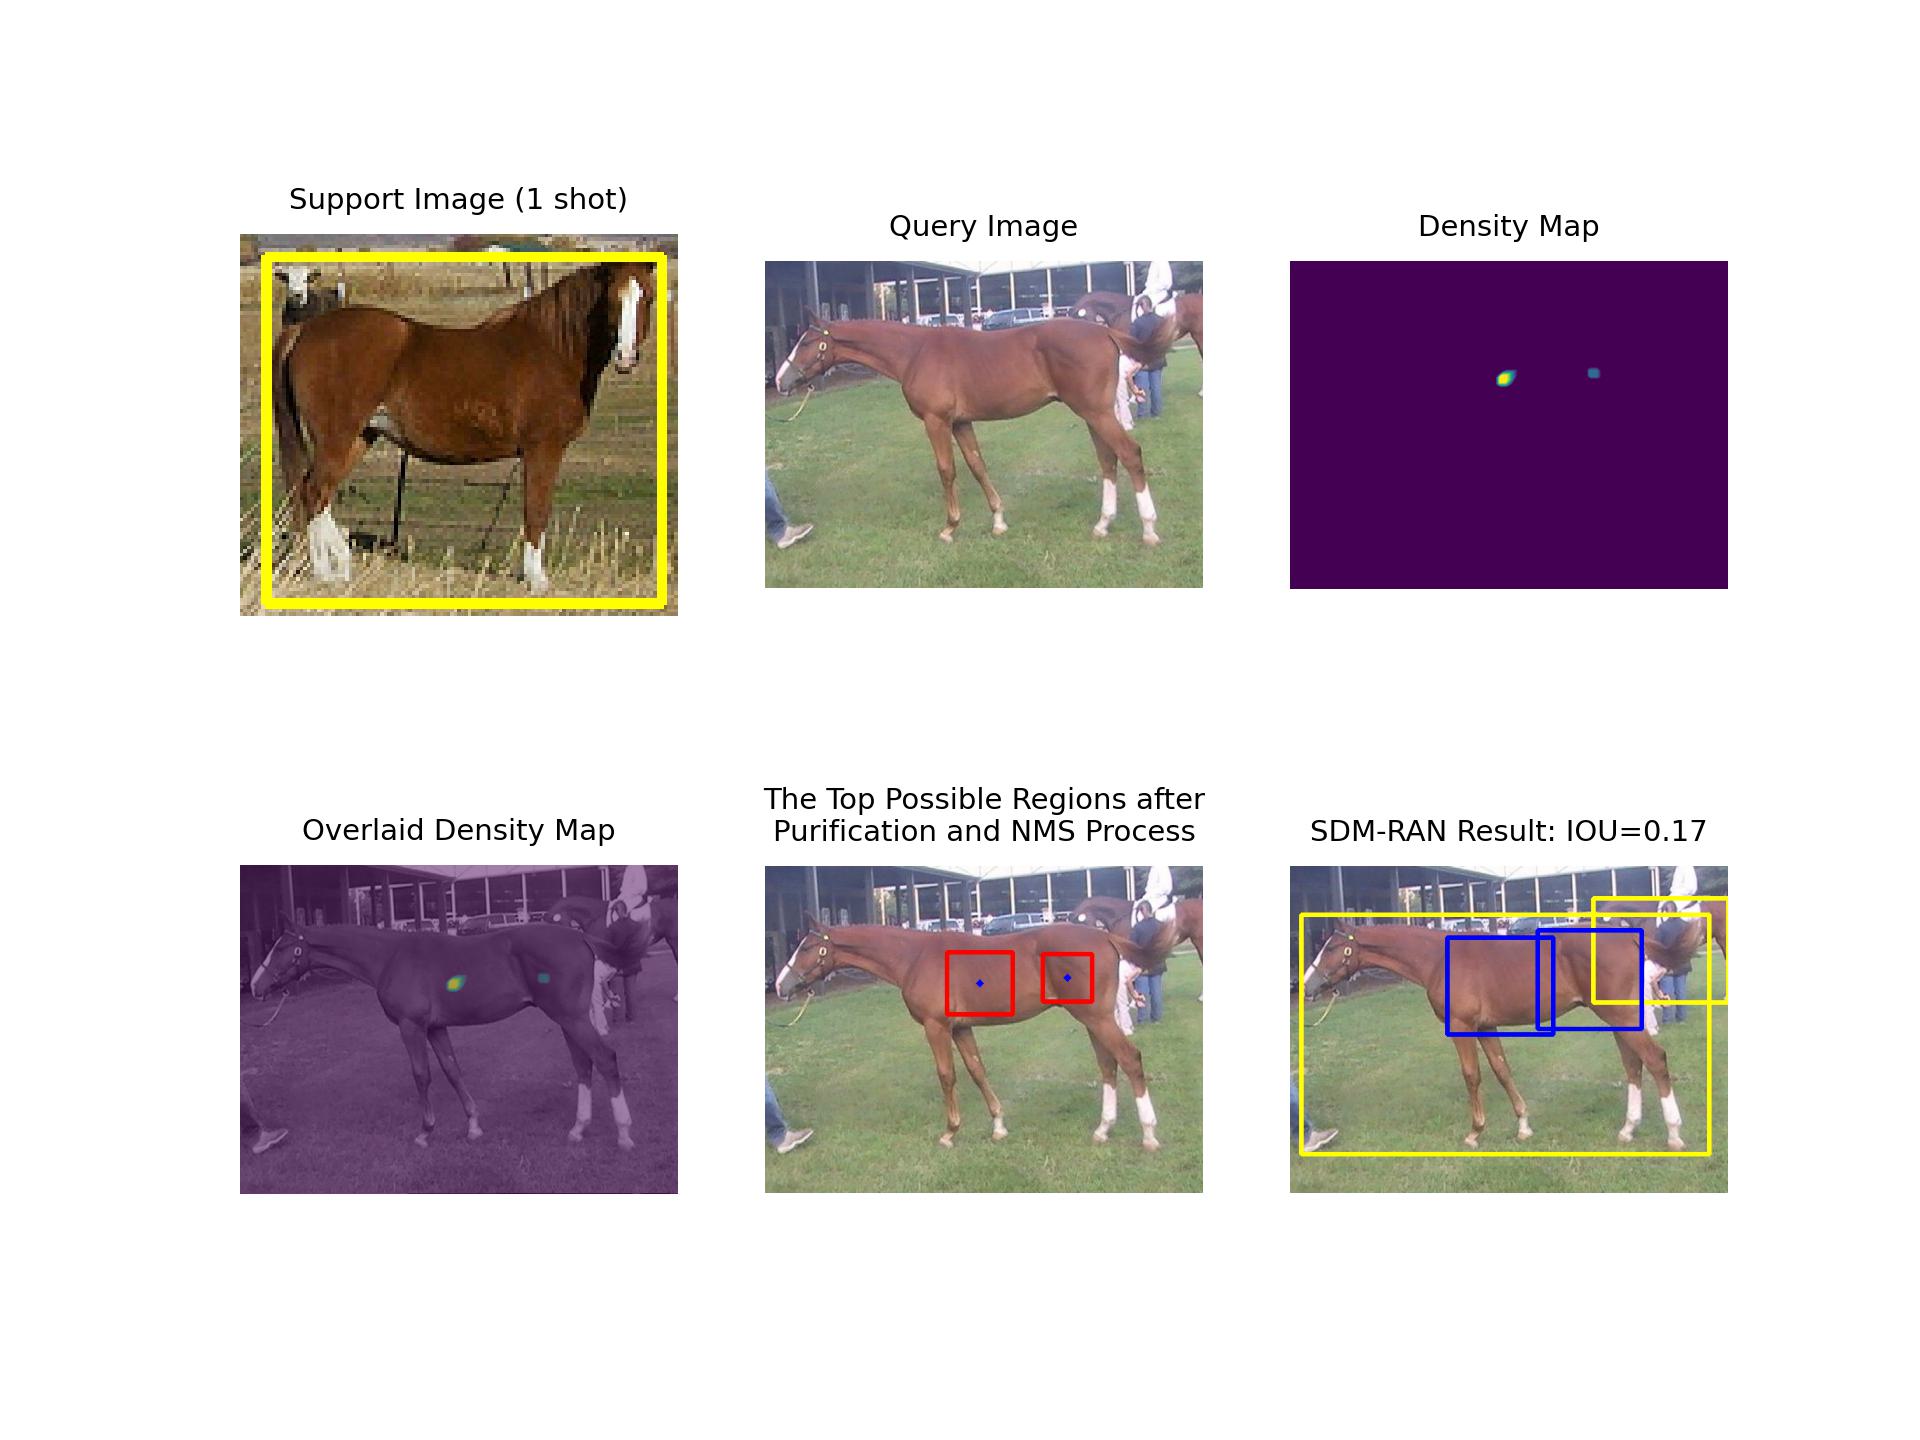 Support Image (1 shot)
Query Image
Density Map
Overlaid Density Map
The Top Possible Regions after
Purification and NMS Process
SDM-RAN Result: IOU=0.17